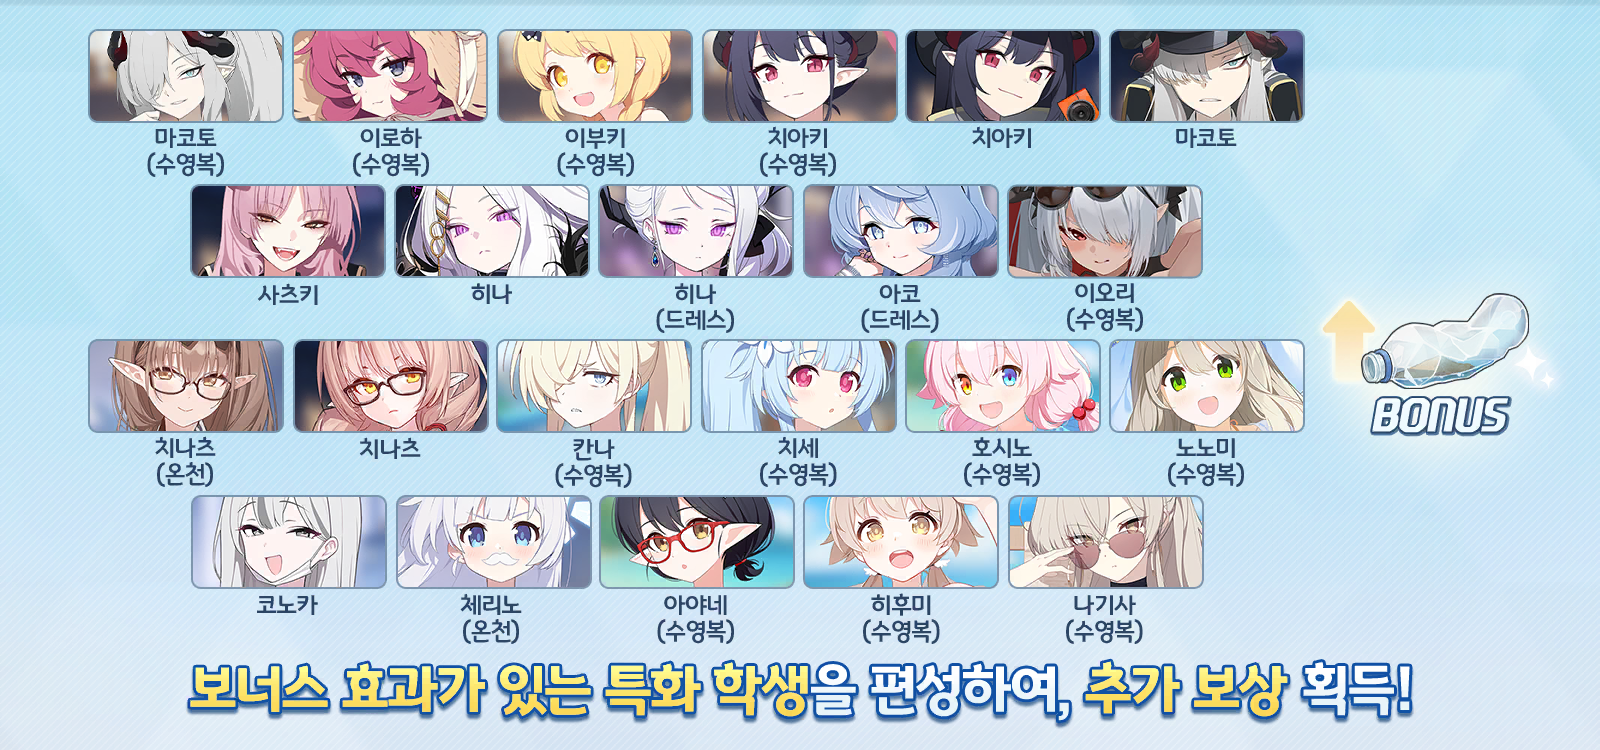 마코토
(수영복)
이로하
(수영복)
이부키
(수영복)
치아키
(수영복)
치아키
마코토
사츠키
히나
히나
(드레스)
아코
(드레스)
이오리
(수영복)
치나츠
(온천)
치나츠
칸나
(수영복)
치세
(수영복)
호시노
(수영복)
노노미
(수영복)
BONUS
코노카
체리노
(온천)
아야네
(수영복)
히후미
(수영복)
나기사
(수영복)
보너스 효과가 있는 특화 학생을 편성하여, 추가 보상 획득!